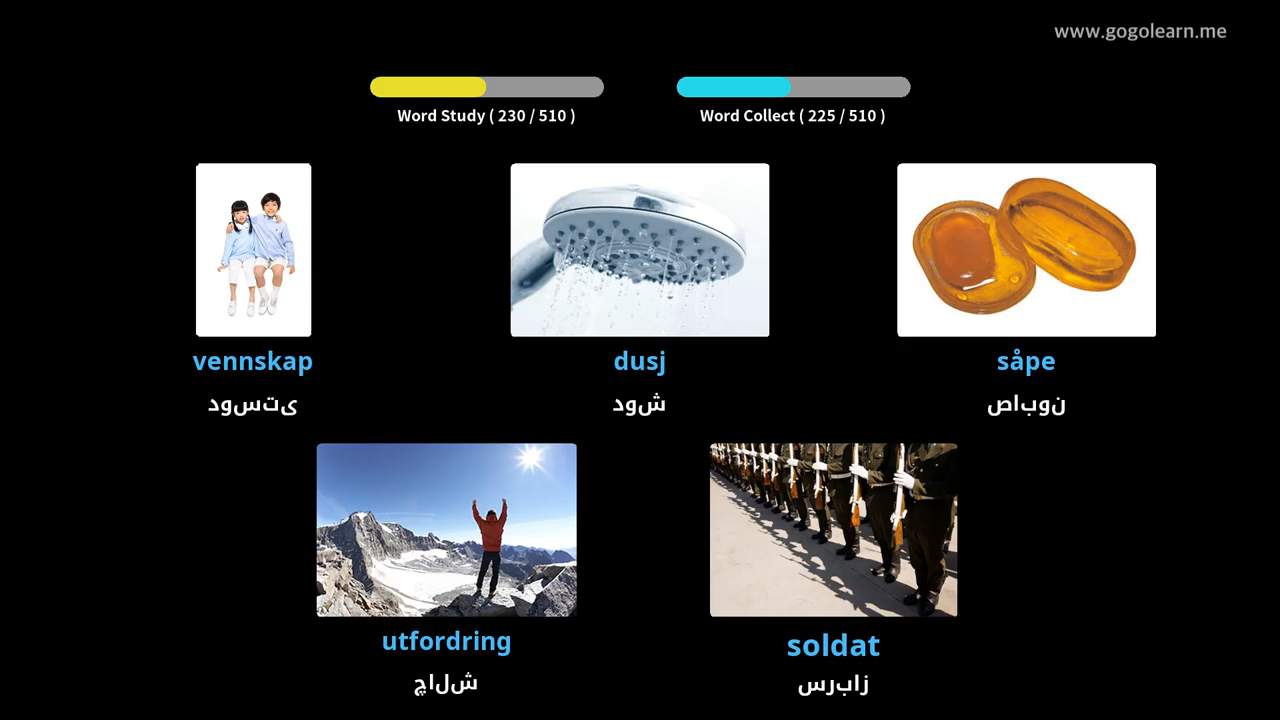 www.gogolearn.me
Word Study ( 230 / 510 )
Word Collect ( 225 / 510 )
vennskap
یتسود
dusj
شود
såpe
نوباص
utfordring
شلاچ
soldat
زابرس